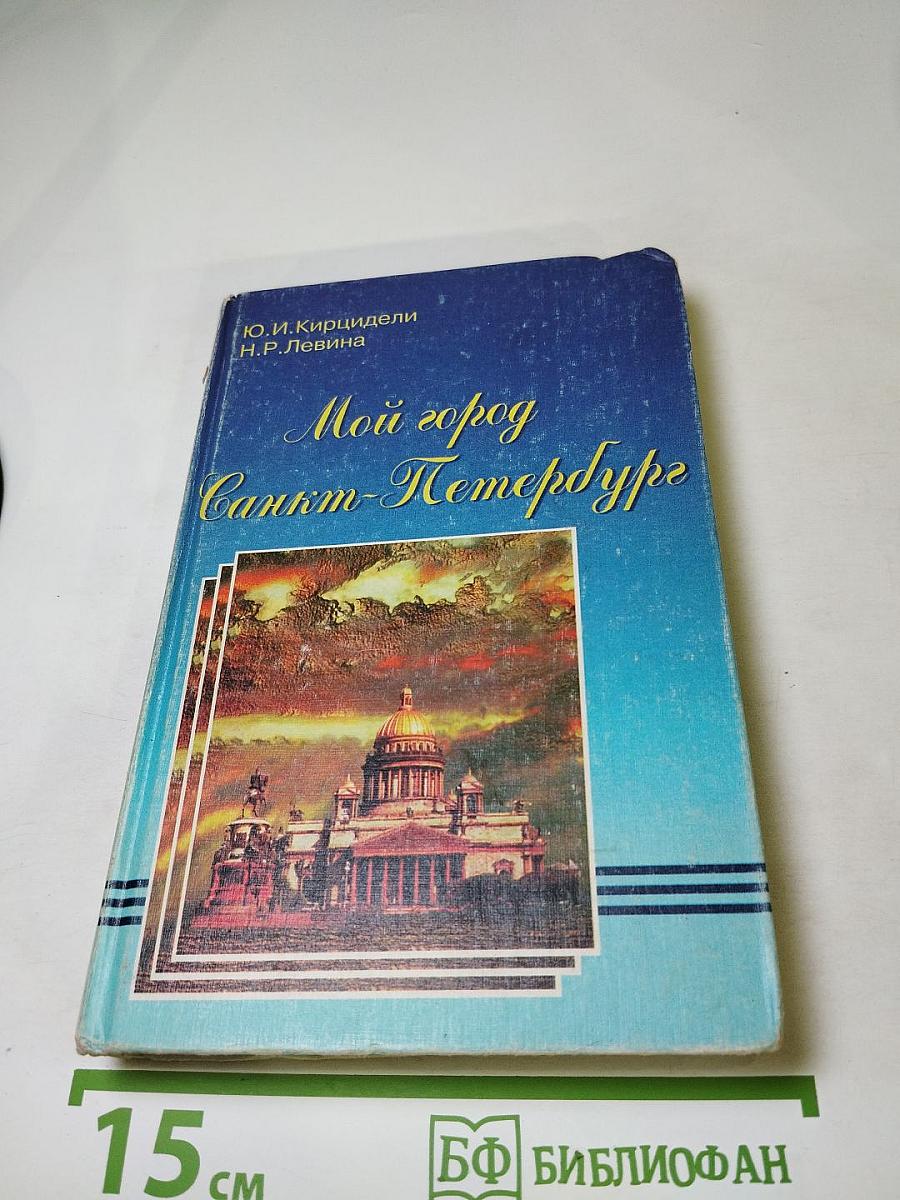 Ю.И.Кирцидели
Н.Р.Левина
Мой город
Санкт-Петербург
15 см
БФ БИБЛИОФАН